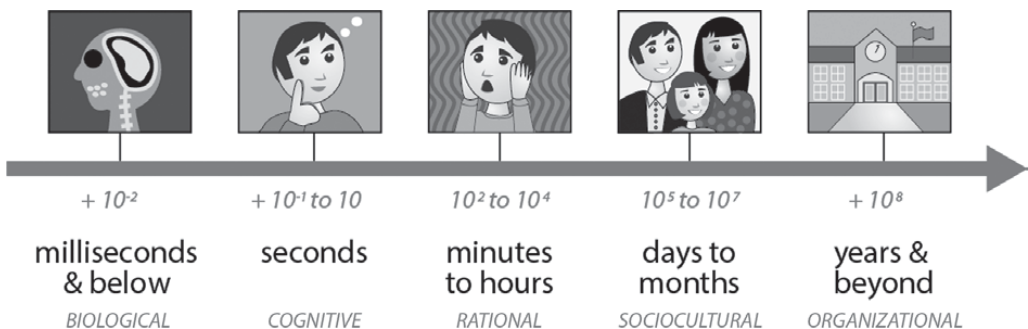 + 10⁻²
+ 10⁻¹ to 10
10² to 10⁴
10⁵ to 10⁷
+ 10⁸
milliseconds
& below
seconds
minutes
to hours
days to
months
years &
beyond
BIOLOGICAL
COGNITIVE
RATIONAL
SOCIOCULTURAL
ORGANIZATIONAL